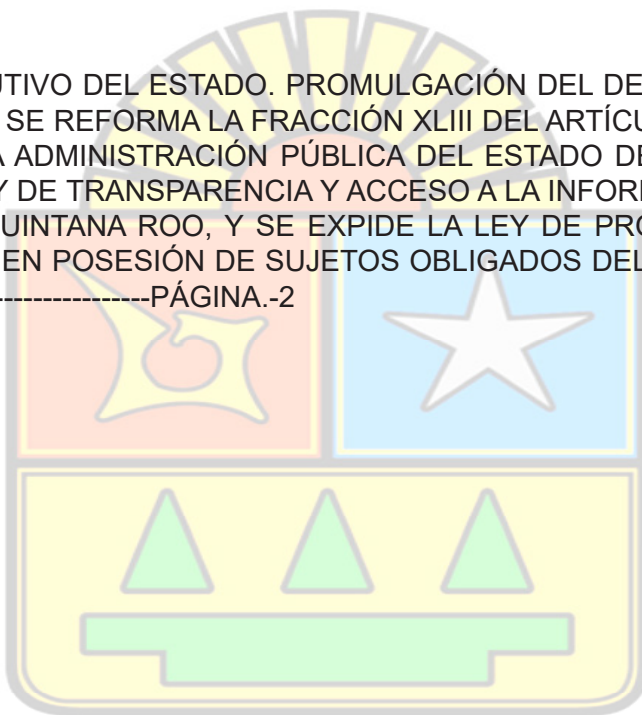 UTIVO DEL ESTADO. PROMULGACIÓN DEL DE
SE REFORMA LA FRACCIÓN XLIII DEL ARTÍCU
A ADMINISTRACIÓN PÚBLICA DEL ESTADO DE
Y DE TRANSPARENCIA Y ACCESO A LA INFOR
QUINTANA ROO, Y SE EXPIDE LA LEY DE PRO
EN POSESIÓN DE SUJETOS OBLIGADOS DEL
----------------PÁGINA.-2